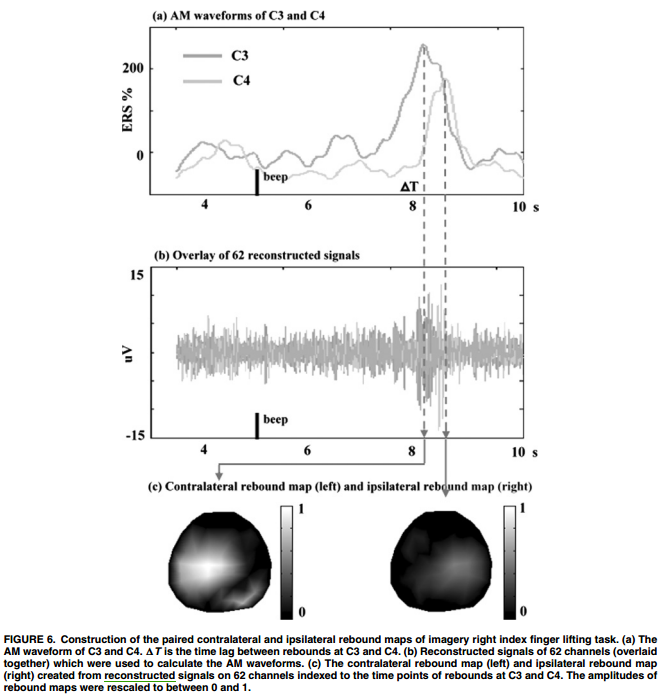 (a) AM waveforms of C3 and C4
C3
C4
200
ERS %
0
beep
ΔT
4 6 8 10 s
(b) Overlay of 62 reconstructed signals
15
uV
beep
-15
4 6 8 10 s
(c) Contralateral rebound map (left) and ipsilateral rebound map (right)
1 1
0 0
FIGURE 6. Construction of the paired contralateral and ipsilateral rebound maps of imagery right index finger lifting task. (a) The
AM waveform of C3 and C4. ΔT is the time lag between rebounds at C3 and C4. (b) Reconstructed signals of 62 channels (overlaid
together) which were used to calculate the AM waveforms. (c) The contralateral rebound map (left) and ipsilateral rebound map
(right) created from reconstructed signals on 62 channels indexed to the time points of rebounds at C3 and C4. The amplitudes of
rebound maps were rescaled to between 0 and 1.